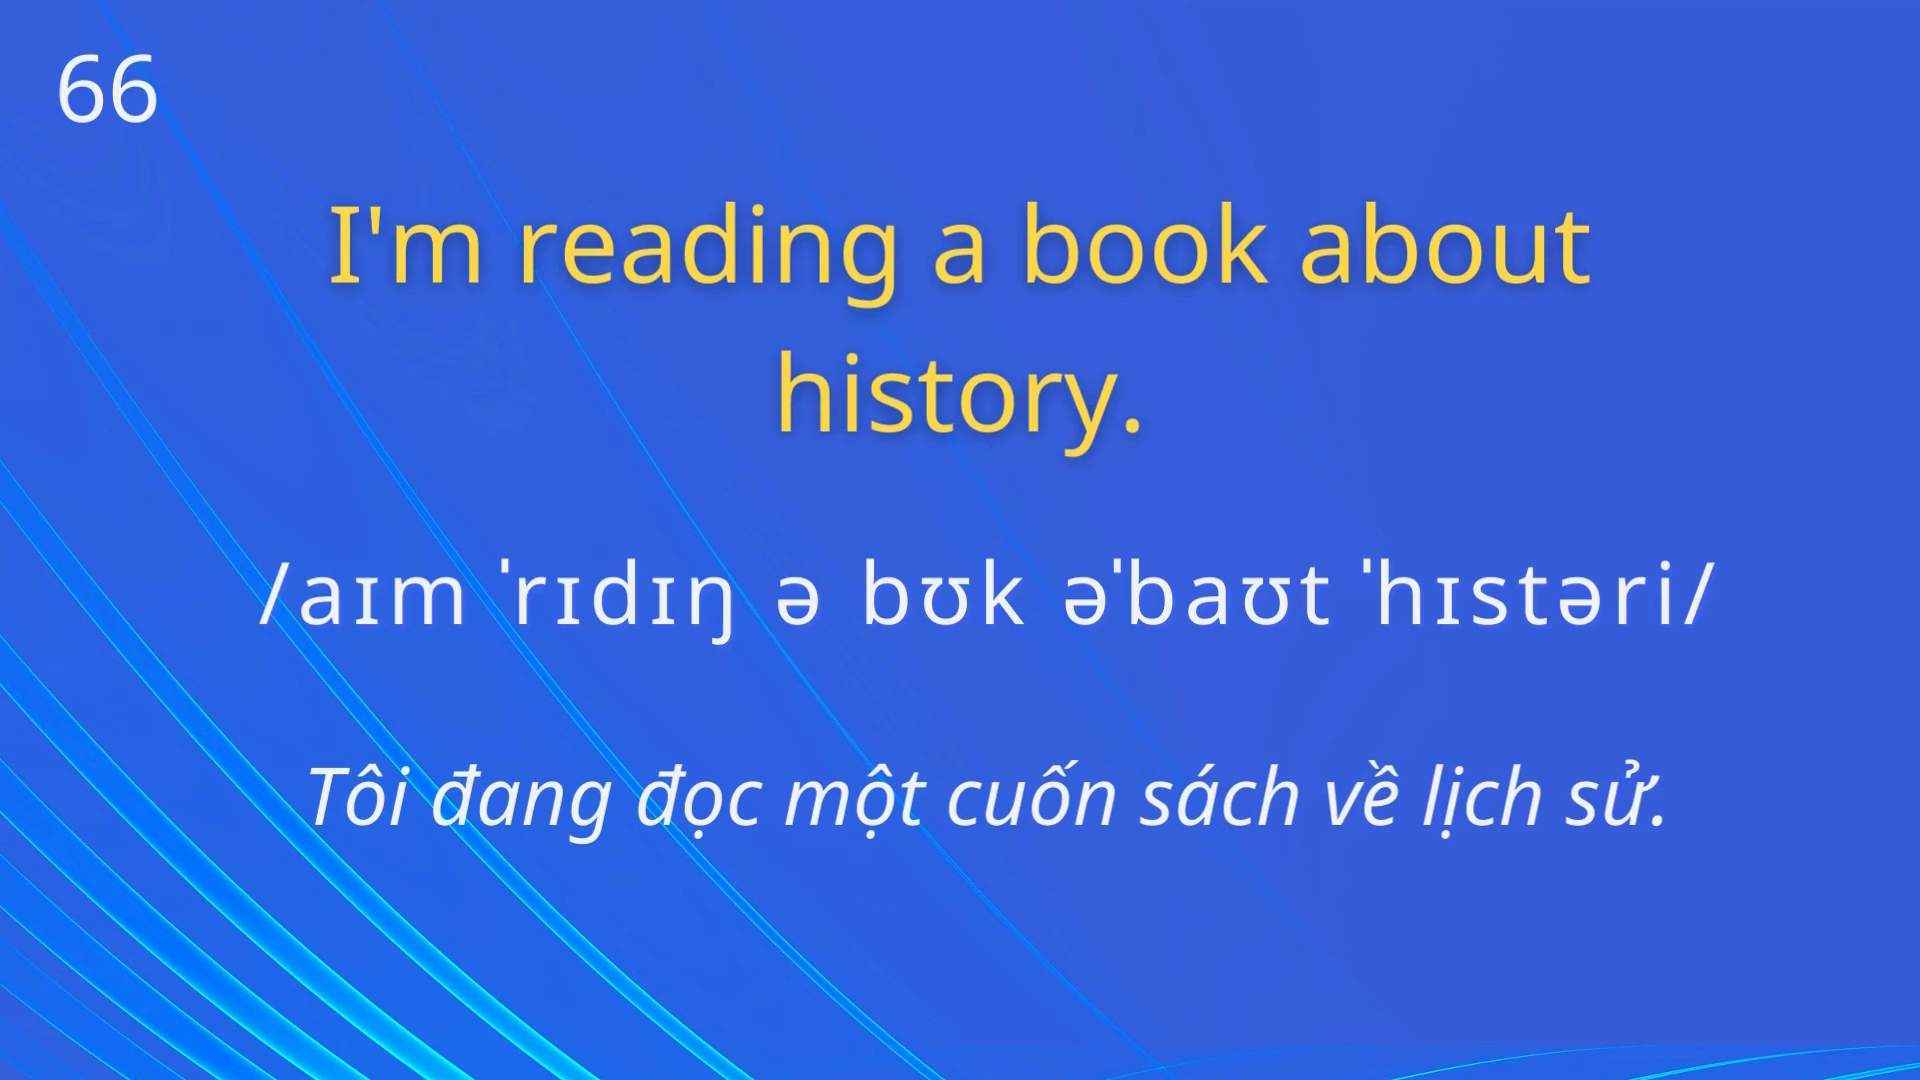 66
I'm reading a book about
history.
/aɪm ˈrɪdɪŋ ə bʊk əˈbaʊt ˈhɪstəri/
Tôi đang đọc một cuốn sách về lịch sử.